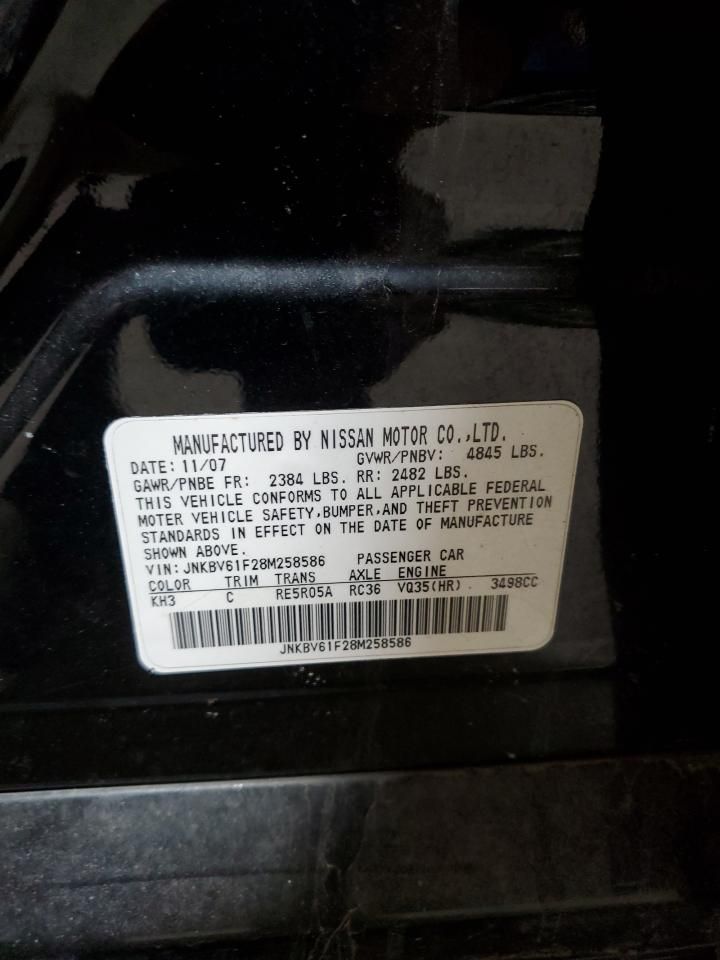 MANUFACTURED BY NISSAN MOTOR CO.,LTD.
DATE: 11/07 GVWR/PNBV: 4845 LBS.
GAWR/PNBE FR: 2384 LBS. RR: 2482 LBS.
THIS VEHICLE CONFORMS TO ALL APPLICABLE FEDERAL
MOTER VEHICLE SAFETY,BUMPER,AND THEFT PREVENTION
STANDARDS IN EFFECT ON THE DATE OF MANUFACTURE
SHOWN ABOVE.
VIN: JNKBV61F28M258586 PASSENGER CAR
COLOR TRIM TRANS AXLE ENGINE
KH3 C RE5R05A RC36 VQ35(HR) 3498CC
JNKBV61F28M258586